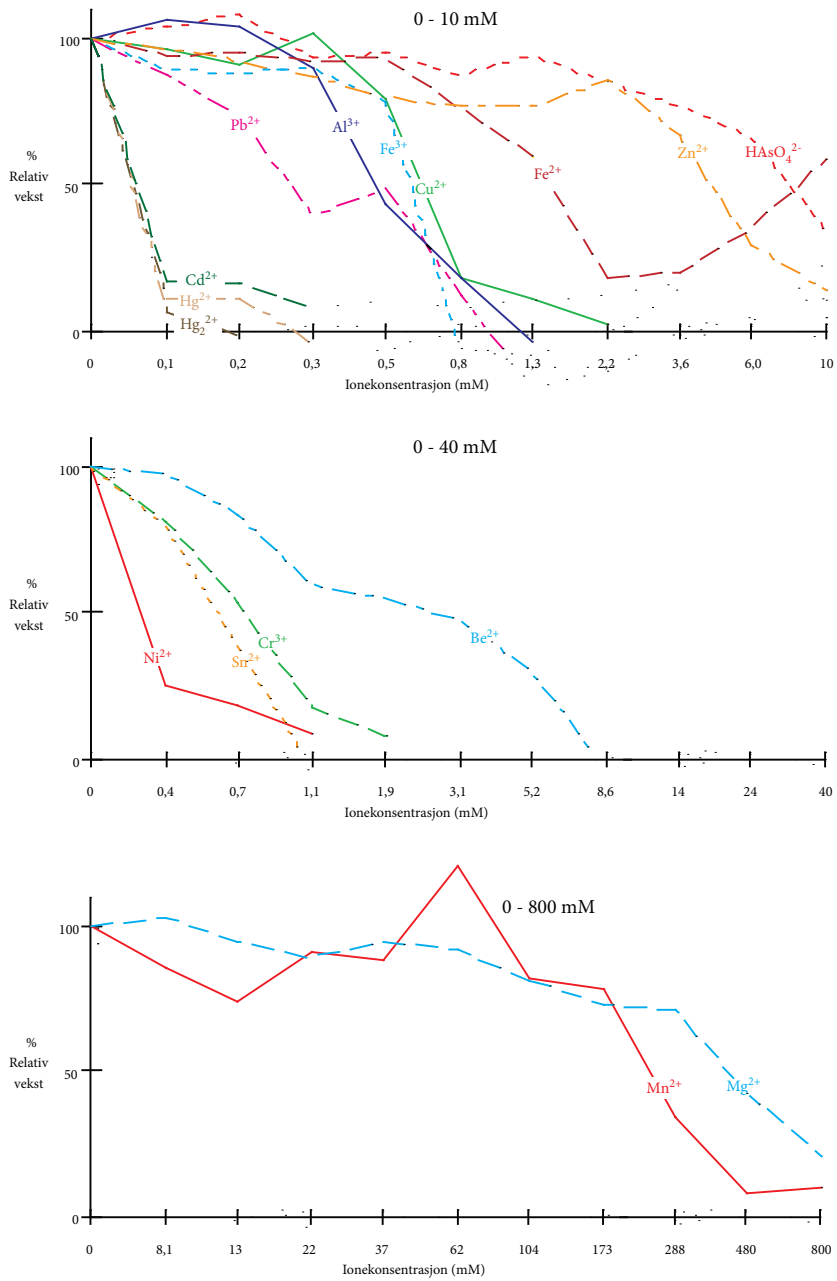 0 - 10 mM
100
%
Relativ
vekst
50
0
Pb²⁺
Al³⁺
Fe³⁺
Cu²⁺
Fe²⁺
Zn²⁺
HAsO₄²⁻
Cd²⁺
Hg²⁺
Hg₂²⁺
0 0,1 0,2 0,3 0,5 0,8 1,3 2,2 3,6 6,0 10
Ionekonsentrasjon (mM)
0 - 40 mM
100
%
Relativ
vekst
50
0
Ni²⁺
Sn²⁺
Cr³⁺
Be²⁺
0 0,4 0,7 1,1 1,9 3,1 5,2 8,6 14 24 40
Ionekonsentrasjon (mM)
0 - 800 mM
100
%
Relativ
vekst
50
0
Mn²⁺
Mg²⁺
0 8,1 13 22 37 62 104 173 288 480 800
Ionekonsentrasjon (mM)